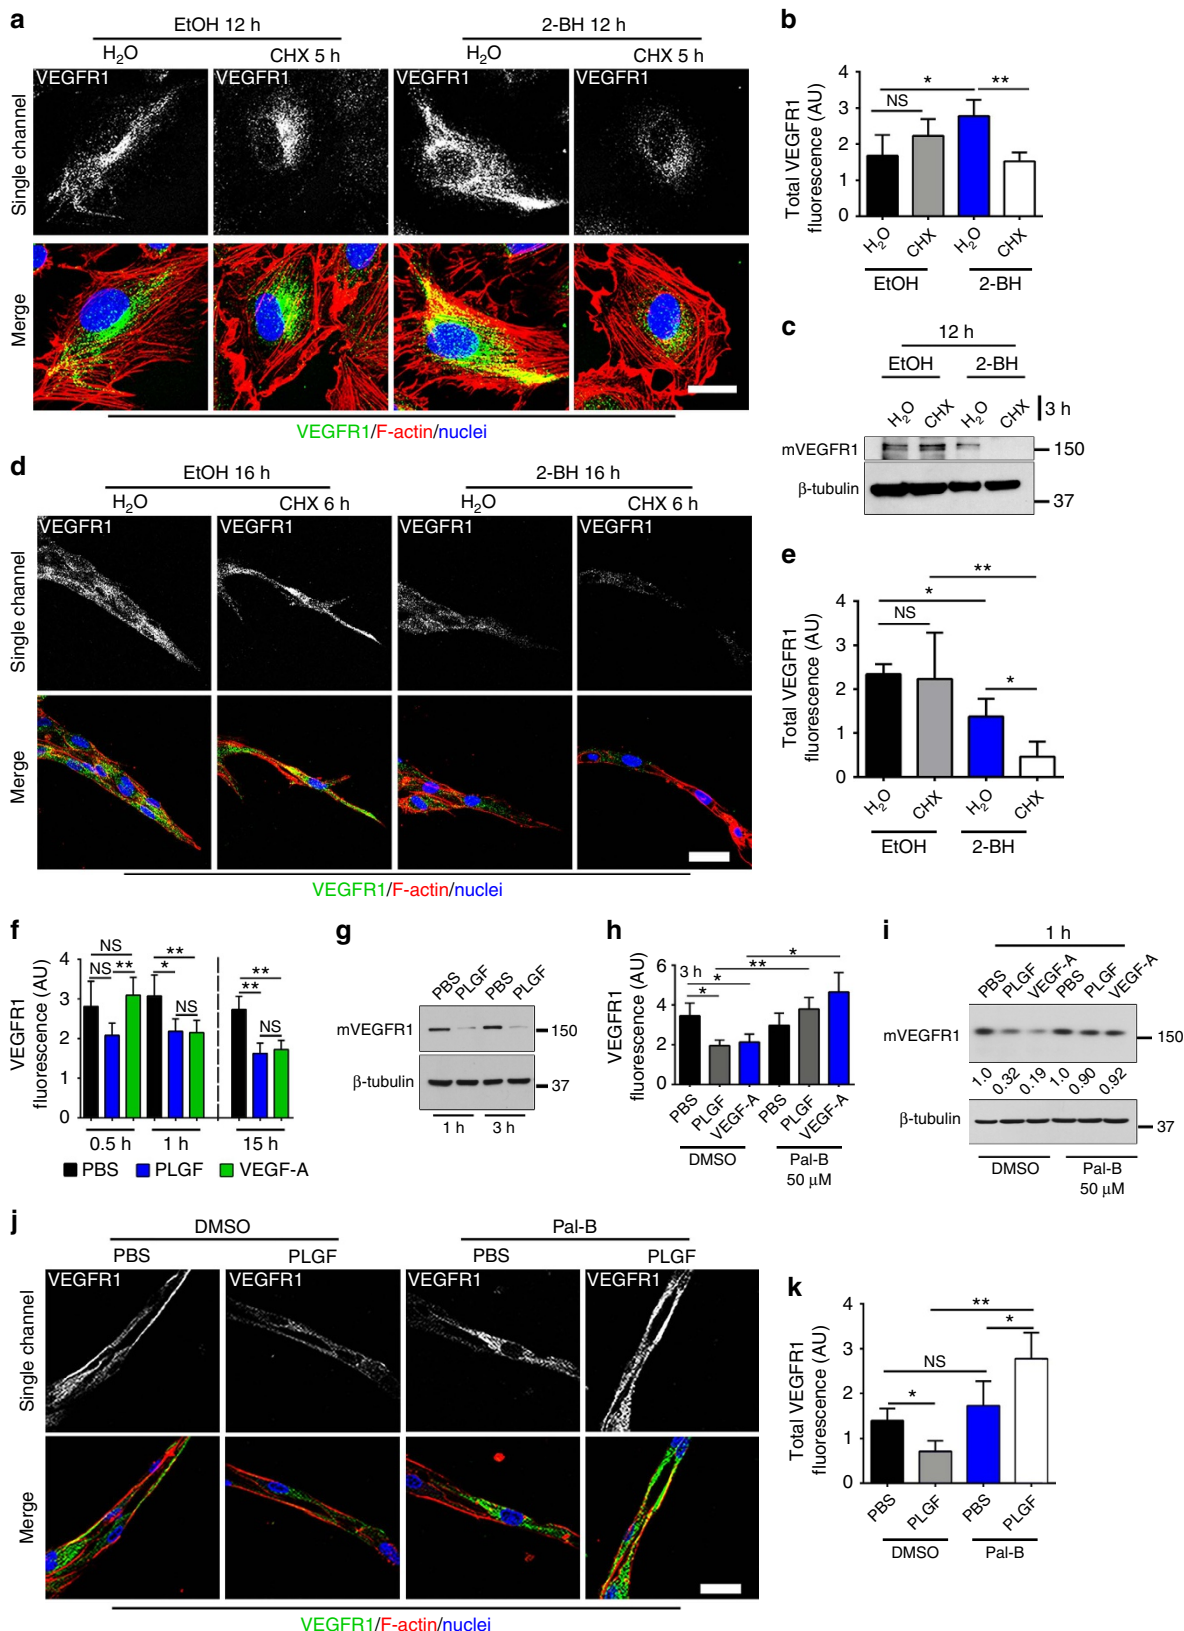 a
EtOH 12 h
2-BH 12 h
H2O
CHX 5 h
H2O
CHX 5 h
Single channel
VEGFR1
VEGFR1
VEGFR1
VEGFR1
Merge
VEGFR1/F-actin/nuclei
b
Total VEGFR1
fluorescence (AU)
4
3
2
1
0
NS
*
**
H2O
CHX
H2O
CHX
EtOH
2-BH
c
12 h
EtOH
2-BH
H2O
CHX
H2O
CHX
3 h
mVEGFR1
150
β-tubulin
37
d
EtOH 16 h
2-BH 16 h
H2O
CHX 6 h
H2O
CHX 6 h
Single channel
VEGFR1
VEGFR1
VEGFR1
VEGFR1
Merge
VEGFR1/F-actin/nuclei
e
Total VEGFR1
fluorescence (AU)
4
3
2
1
0
**
*
NS
*
H2O
CHX
H2O
CHX
EtOH
2-BH
f
VEGFR1
fluorescence (AU)
4
3
2
1
0
NS
NS
**
**
*
NS
**
**
NS
0.5 h
1 h
15 h
PBS
PLGF
VEGF-A
g
PBS
PLGF
PBS
PLGF
mVEGFR1
150
β-tubulin
37
1 h
3 h
h
VEGFR1
fluorescence (AU)
6
4
2
0
3 h
*
**
*
*
PBS
PLGF
VEGF-A
PBS
PLGF
VEGF-A
DMSO
Pal-B
50 μM
i
1 h
PBS
PLGF
VEGF-A
PBS
PLGF
VEGF-A
mVEGFR1
150
1.0
0.32
0.19
1.0
0.90
0.92
β-tubulin
37
DMSO
Pal-B
50 μM
j
DMSO
Pal-B
PBS
PLGF
PBS
PLGF
Single channel
VEGFR1
VEGFR1
VEGFR1
VEGFR1
Merge
VEGFR1/F-actin/nuclei
k
Total VEGFR1
fluorescence (AU)
4
3
2
1
0
**
*
NS
*
PBS
PLGF
PBS
PLGF
DMSO
Pal-B